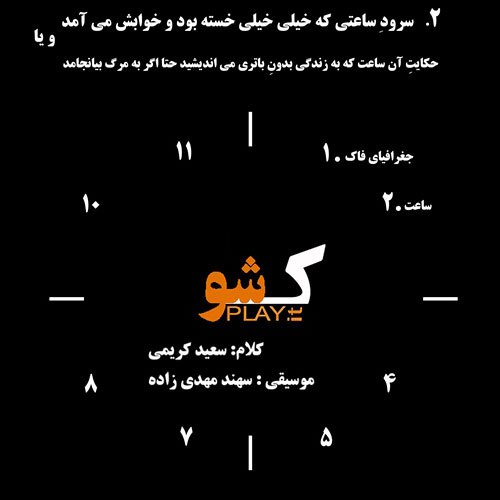 ۲. سرودِ ساعتی که خیلی خیلی خسته بود و خوابش می آمد
و یا
حکایتِ آن ساعت که به زندگی بدونِ باتری می اندیشید حتا اگر به مرگ بیانجامد
۱۱
۱. جغرافیای فاک
۱۰
۲. ساعت
کشو
PLAY:it
کلام: سعید کریمی
موسیقی : سهند مهدی زاده
۸
۴
۷
۵